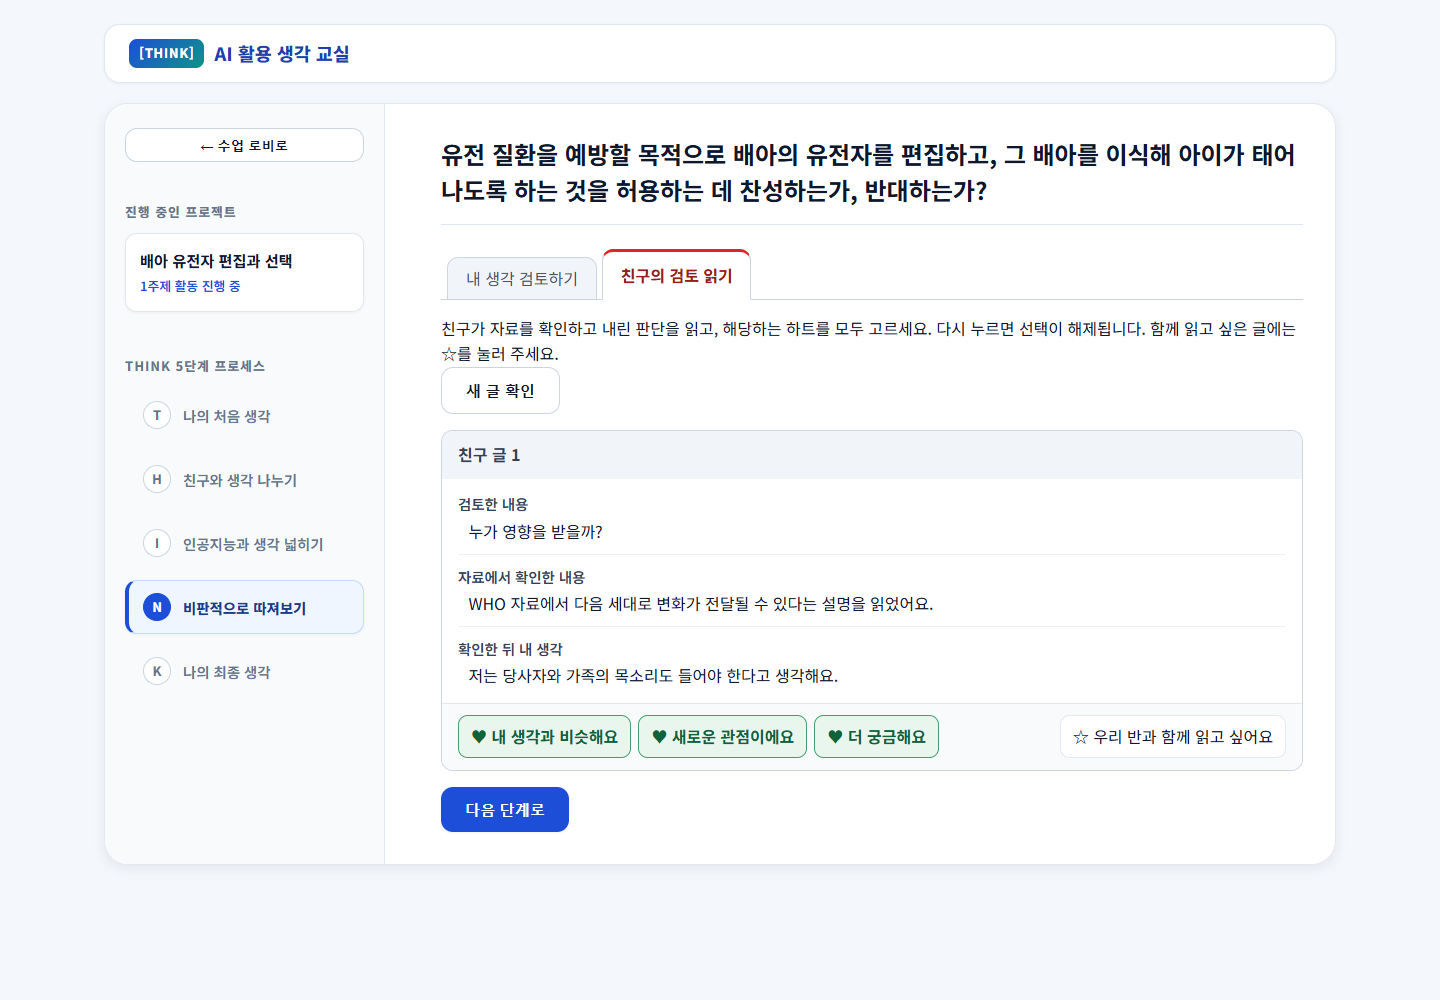 [THINK] AI 활용 생각 교실
← 수업 로비로
진행 중인 프로젝트
배아 유전자 편집과 선택
1주제 활동 진행 중
THINK 5단계 프로세스
T 나의 처음 생각
H 친구와 생각 나누기
I 인공지능과 생각 넓히기
N 비판적으로 따져보기
K 나의 최종 생각
유전 질환을 예방할 목적으로 배아의 유전자를 편집하고, 그 배아를 이식해 아이가 태어
나도록 하는 것을 허용하는 데 찬성하는가, 반대하는가?
내 생각 검토하기
친구의 검토 읽기
친구가 자료를 확인하고 내린 판단을 읽고, 해당하는 하트를 모두 고르세요. 다시 누르면 선택이 해제됩니다. 함께 읽고 싶은 글에는
☆를 눌러 주세요.
새 글 확인
친구 글 1
검토한 내용
누가 영향을 받을까?
자료에서 확인한 내용
WHO 자료에서 다음 세대로 변화가 전달될 수 있다는 설명을 읽었어요.
확인한 뒤 내 생각
저는 당사자와 가족의 목소리도 들어야 한다고 생각해요.
♥ 내 생각과 비슷해요
♥ 새로운 관점이에요
♥ 더 궁금해요
☆ 우리 반과 함께 읽고 싶어요
다음 단계로